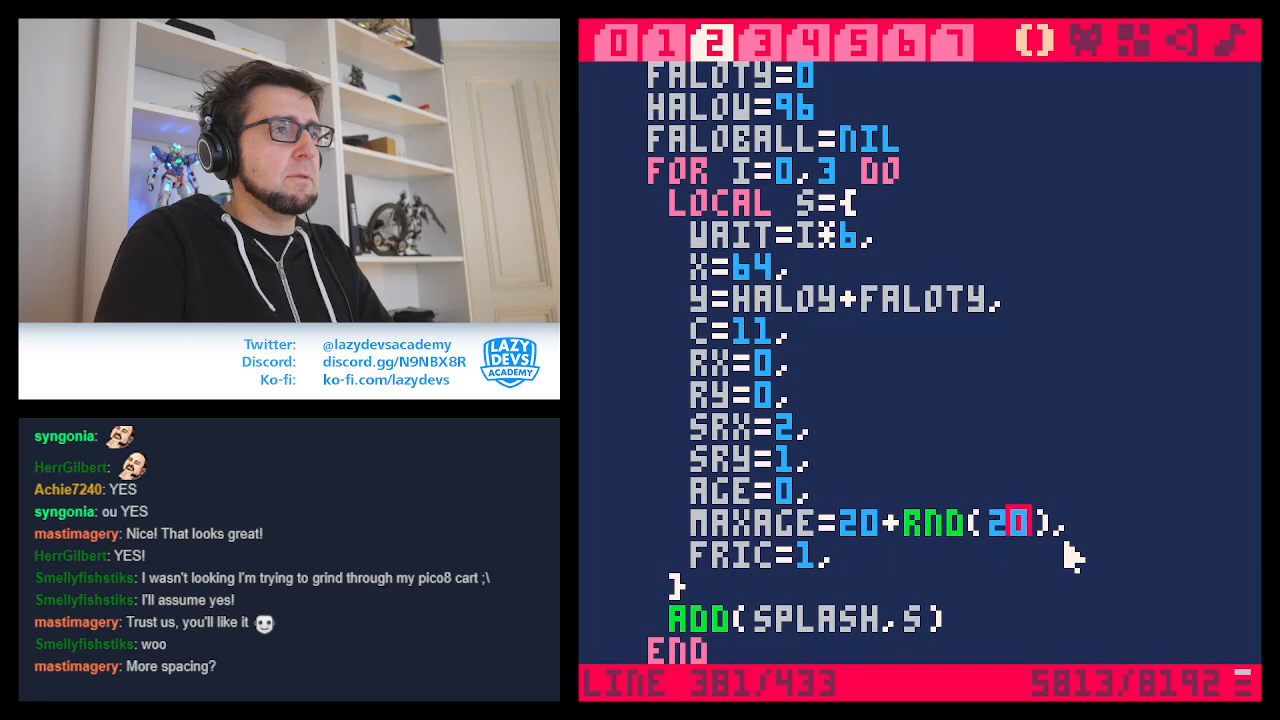 Twitter: @lazydevsacademy
Discord: discord.gg/N9NBX8R
Ko-fi: ko-fi.com/lazydevs
LAZY
DEVS
ACADEMY
syngonia:
HerrGilbert:
Achie7240: YES
syngonia: ou YES
mastimagery: Nice! That looks great!
HerrGilbert: YES!
Smellyfishstiks: I wasn't looking I'm trying to grind through my pico8 cart ;\
Smellyfishstiks: I'll assume yes!
mastimagery: Trust us, you'll like it
Smellyfishstiks: woo
mastimagery: More spacing?
0 1 2 3 4 5 6 7 ()
FALOTY=0
HALOW=96
FALOBALL=NIL
FOR I=0,3 DO
LOCAL S={
WAIT=I*6,
X=64,
Y=HALOY+FALOTY,
C=11,
RX=0,
RY=0,
SRX=2,
SRY=1,
AGE=0,
MAXAGE=20+RND(20),
FRIC=1,
}
ADD(SPLASH,S)
END
LINE 381/433 5813/8192